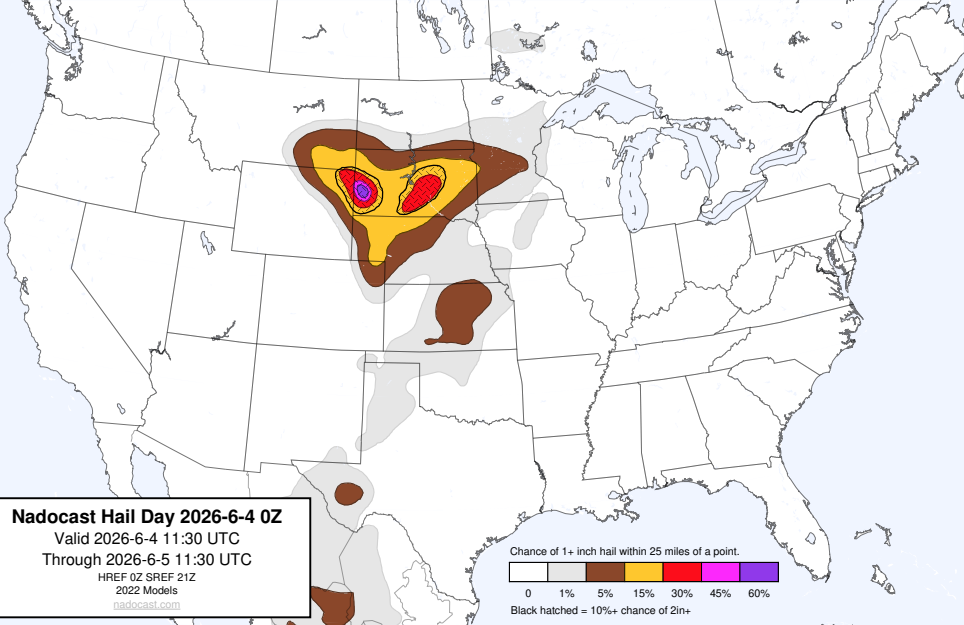 Nadocast Hail Day 2026-6-4 0Z
Valid 2026-6-4 11:30 UTC
Through 2026-6-5 11:30 UTC
HREF 0Z SREF 21Z
2022 Models
nadocast.com
Chance of 1+ inch hail within 25 miles of a point.
0 1% 5% 15% 30% 45% 60%
Black hatched = 10%+ chance of 2in+